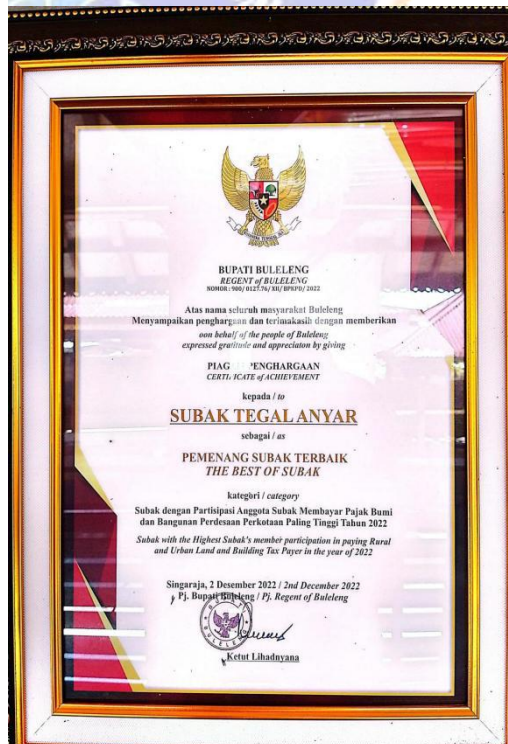 BUPATI BULELENG
REGENT of BULELENG
NOMOR : 900/ 0127.76/ XII/ BPKPD/ 2022
Atas nama seluruh masyarakat Buleleng
Menyampaikan penghargaan dan terimakasih dengan memberikan
oon behalf of the people of Buleleng
expressed gratitude and appreciaton by giving
PENGHARGAAN
of ACHIEVEMENT
kepada / to
SUBAK TEGAL ANYAR
sebagai / as
PEMENANG SUBAK TERBAIK
THE BEST OF SUBAK
kategori / category
Subak dengan Partisipasi Anggota Subak Membayar Pajak Bumi
dan Bangunan Perdesaan Perkotaan Paling Tinggi Tahun 2022
Subak with the Highest Subak's member participation in paying Rural
and Urban Land and Building Tax Payer in the year of 2022
Singaraja, 2 Desember 2022 / 2nd December 2022
Pj. Bupati Buleleng / Pj. Regent of Buleleng
Ketut Lihadnyana